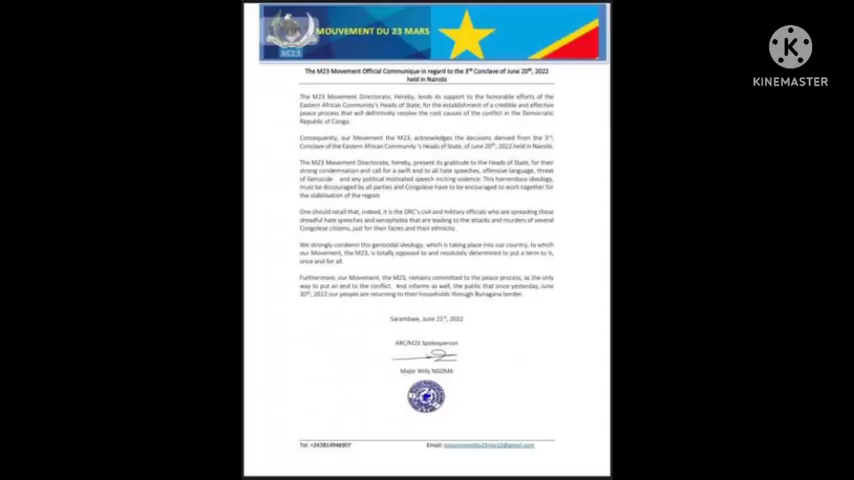 MOUVEMENT DU 23 MARS
M23
KINEMASTER
The M23 Movement Official Communique in regard to the 3rd Conclave of June 20th, 2022
held in Nairobi
The M23 Movement Directorate, Hereby, lends its support to the honorable efforts of the
Eastern African Community's Heads of State, for the establishment of a credible and effective
peace process that will definitively resolve the root causes of the conflict in the Democratic
Republic of Congo.
Consequently, our Movement the M23, acknowledges the decisions derived from the 3rd,
Conclave of the Eastern African Community 's Heads of State, of June 20th, 2022 held in Nairobi.
The M23 Movement Directorate, hereby, present its gratitude to the Heads of State, for their
strong condemnation and call for a swift end to all hate speeches, offensive language, threat
of Genocide and any political motivated speech inciting violence. This horrendous ideology,
must be discouraged by all parties and Congolese have to be encouraged to work together for
the stabilisation of the region
One should recall that, indeed, it is the DRC's civil and military officials who are spreading these
dreadful hate speeches and xenophobia that are leading to the attacks and murders of several
Congolese citizens, just for their facies and their ethnicity.
We strongly condemn this genocidal ideology, which is taking place into our country, to which
our Movement, the M23, is totally opposed to and resolutely determined to put a term to it,
once and for all.
Furthermore, our Movement, the M23, remains committed to the peace process, as the only
way to put an end to the conflict. And informs as well, the public that since yesterday, June
20th, 2022 our people are returning to their households through Bunagana border.
Sarambwe, June 21st, 2022
ARC/M23 Spokesperson
Major Willy NGOMA
Tel. +243814948307
Email: mouvementdu23mars2@gmail.com